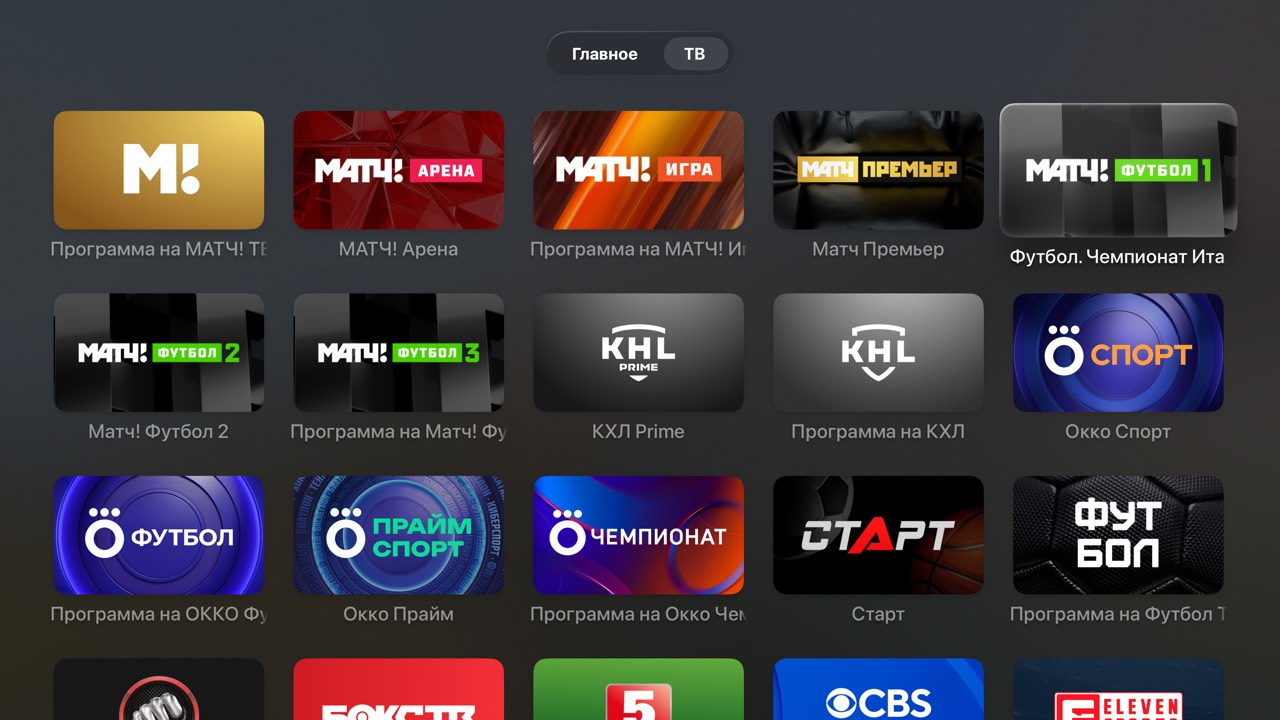 Главное ТВ
М!
МАТЧ! АРЕНА
МАТЧ! ИГРА
МАТЧ ПРЕМЬЕР
МАТЧ! ФУТБОЛ 1
Программа на МАТЧ! ТВ
МАТЧ! Арена
Программа на МАТЧ! Иг
Матч Премьер
Футбол. Чемпионат Ита
МАТЧ! ФУТБОЛ 2
МАТЧ! ФУТБОЛ 3
KHL
PRIME
KHL
СПОРТ
Матч! Футбол 2
Программа на Матч! Фу
КХЛ Prime
Программа на КХЛ
Окко Спорт
ФУТБОЛ
ПРАЙМ
СПОРТ
ЧЕМПИОНАТ
СТАРТ
ФУТ
БОЛ
Программа на ОККО Фу
Окко Прайм
Программа на Окко Чем
Старт
Программа на Футбол
5
CBS
ELEVEN